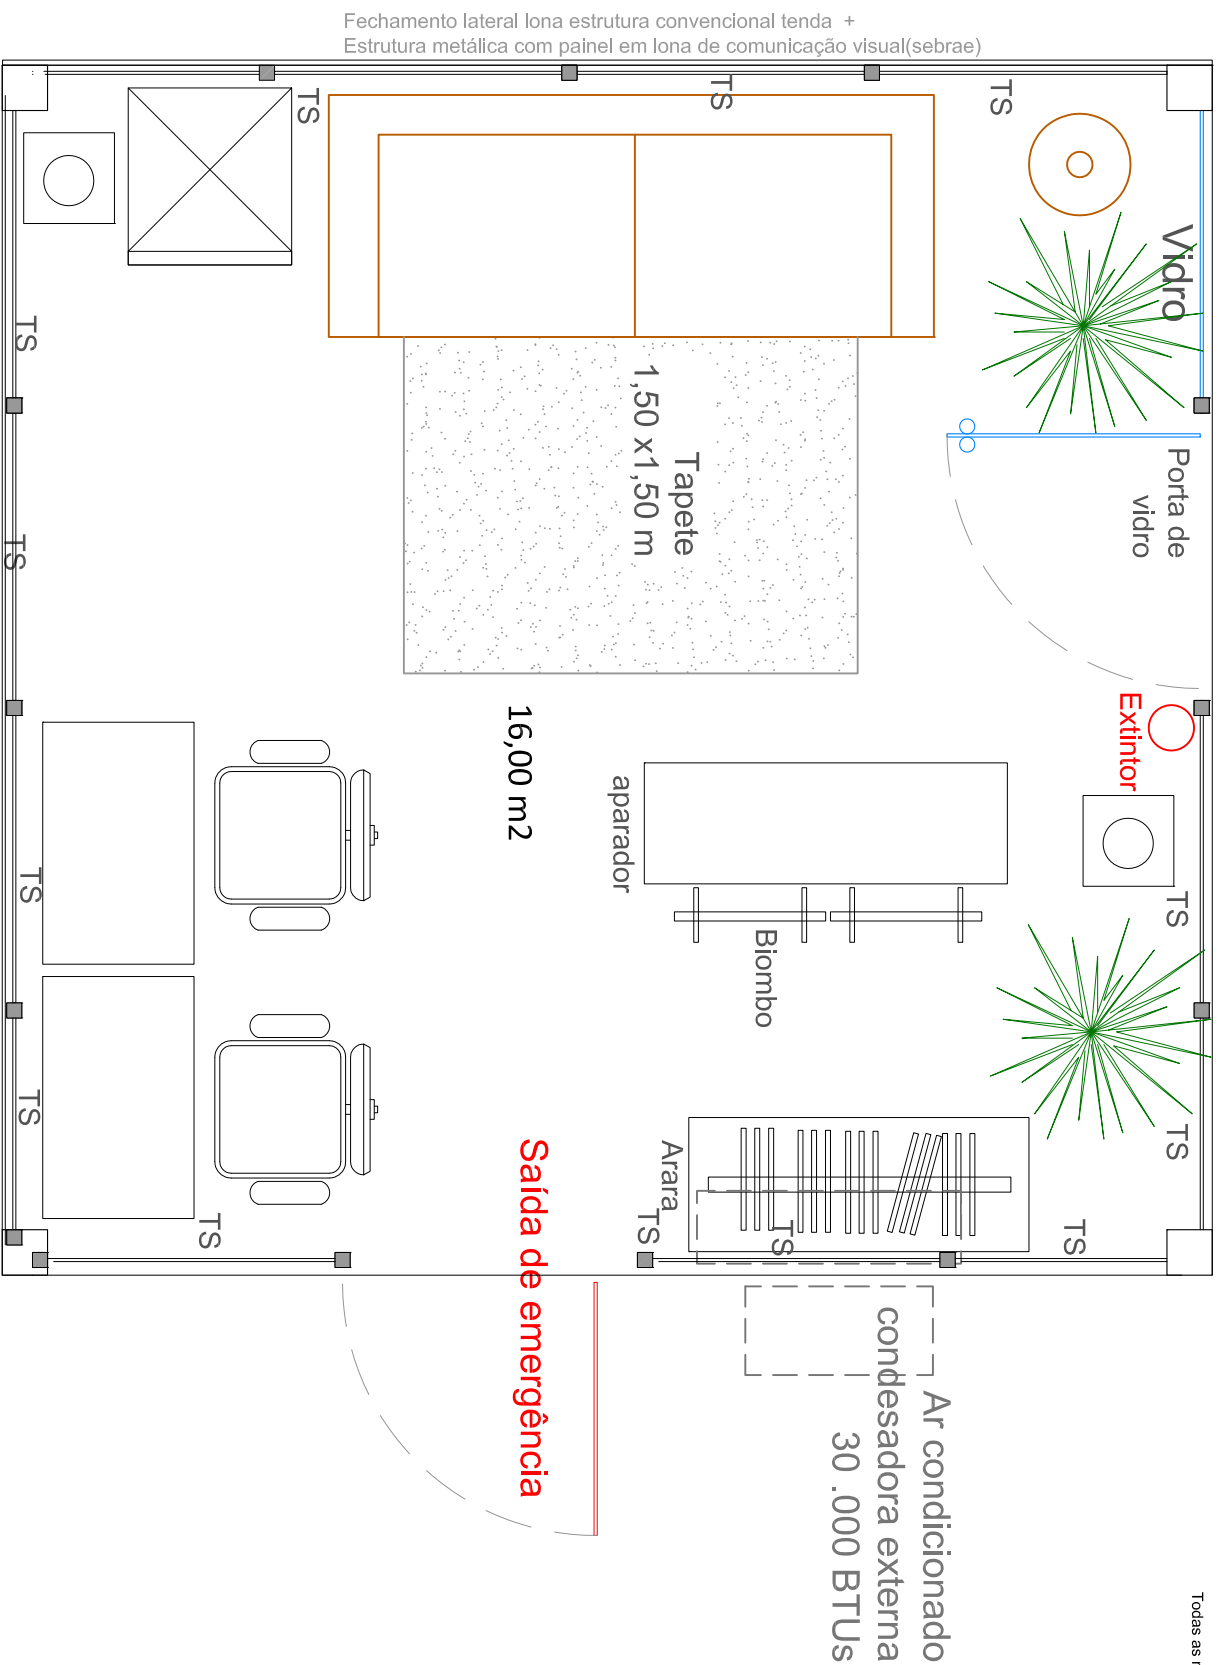 Fechamento lateral lona estrutura convencional tenda +
Estrutura metálica com painel em lona de comunicação visual(sebrae)
TS
TS
TS
Vidro
TS
Tapete
1,50 x1,50 m
Porta de
vidro
TS
16,00 m2
Extintor
aparador
TS
TS
Biombo
TS
TS
Arara
TS
TS
TS
TS
Saída de emergência
Ar condicionado
condesadora externa
30 .000 BTUs
Todas as